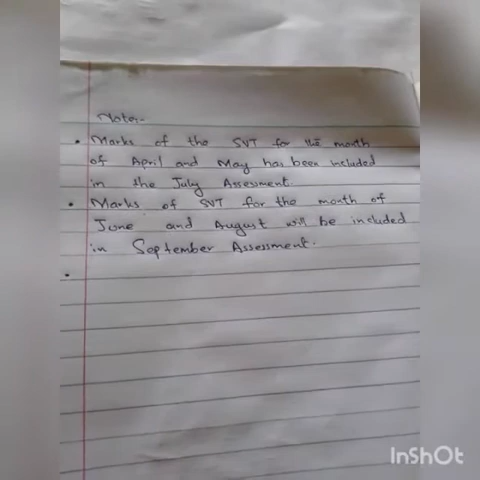 Note:-
• Marks of the SVT for the month
of April and May has been included
in the July Assessment.
• Marks of SVT for the month of
June and August will be included
in September Assessment.
•
InShOt